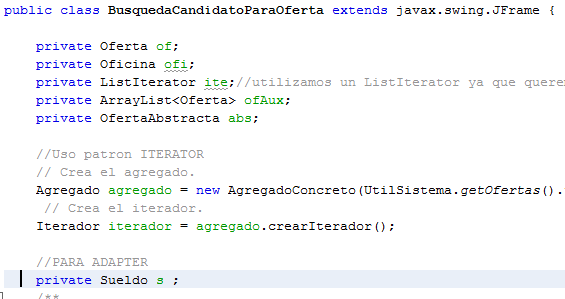 public class BusquedaCandidatoParaOferta extends javax.swing.JFrame {
private Oferta of;
private Oficina ofi;
private ListIterator ite;//utilizamos un ListIterator ya que
private ArrayList<Oferta> ofAux;
private OfertaAbstracta abs;
//Uso patron ITERATOR
// Crea el agregado.
Agregado agregado = new AgregadoConcreto(UtilSistema.getOfertas().
// Crea el iterador.
Iterador iterador = agregado.crearIterador();
//PARA ADAPTER
private Sueldo s ;
/**